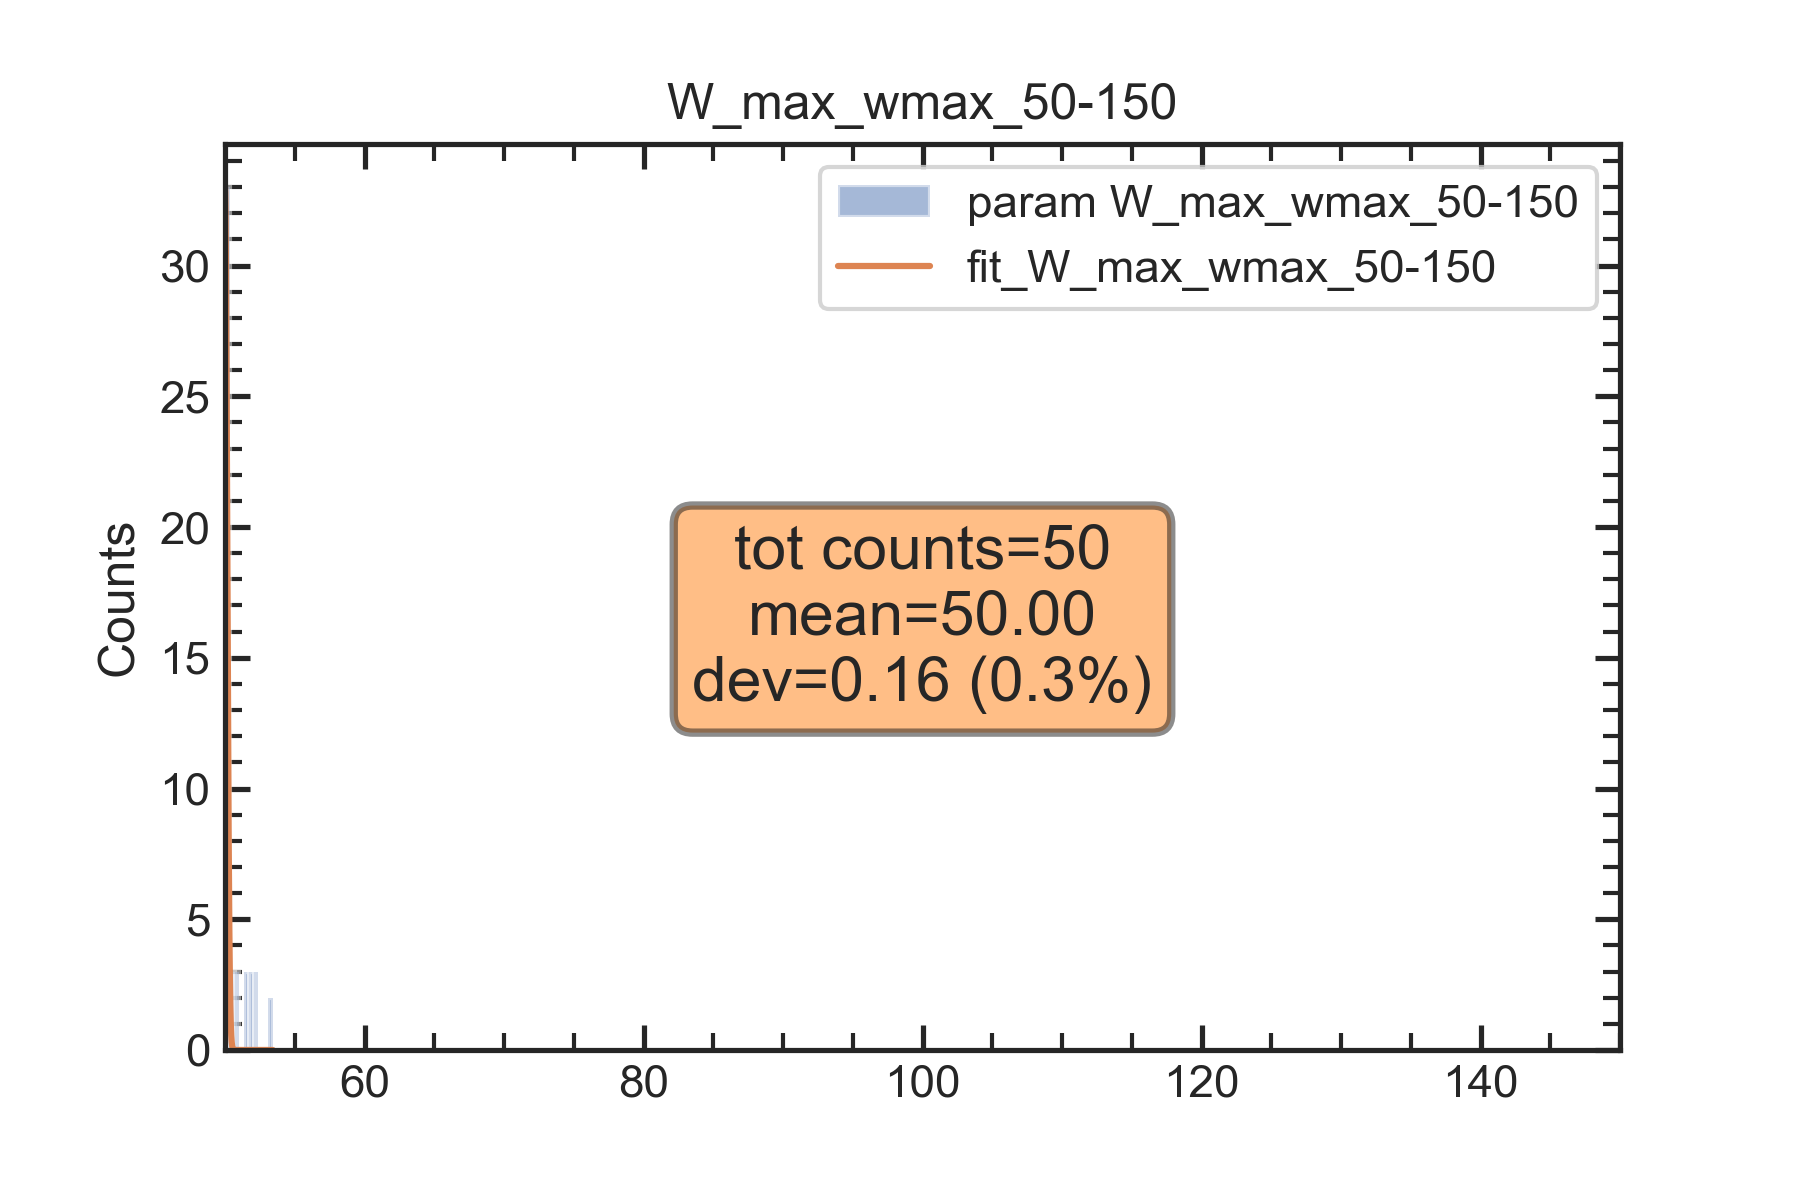 W_max_wmax_50-150
param W_max_wmax_50-150
fit_W_max_wmax_50-150
30
25
20
15
10
5
0
Counts
tot counts=50
mean=50.00
dev=0.16 (0.3%)
60
80
100
120
140